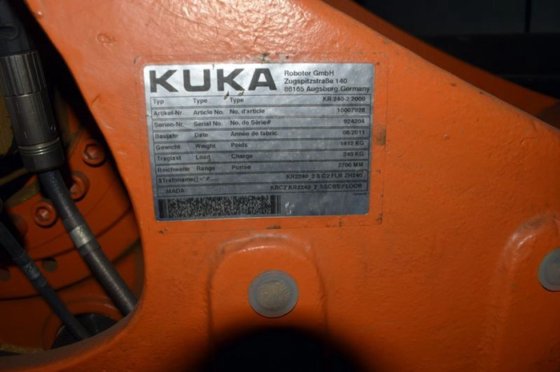 KUKA
Roboter GmbH
Zugspitzstraße 140
86165 Augsburg, Germany
Typ Type Type KR 240-2 2000
Artikel-Nr. Article No. No. d'article
Serien-Nr. Serial No. No. de Série# 924204
Baujahr Date Année de fabric. 06/2011
Gewicht Weight Poids KG
Traglast Load Charge 240 KG
Reichweite Range Portée 2700 MM
MADA